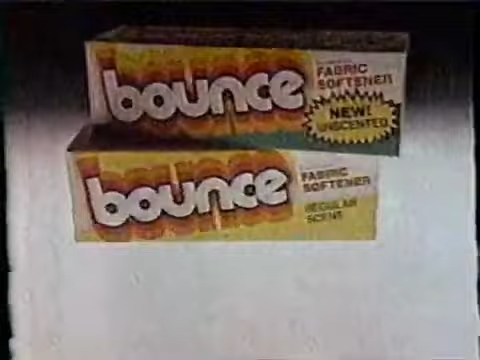 bounce
FABRIC
SOFTENER
NEW!
UNSCENTED
bounce
FABRIC
SOFTENER
REGULAR
SCENT